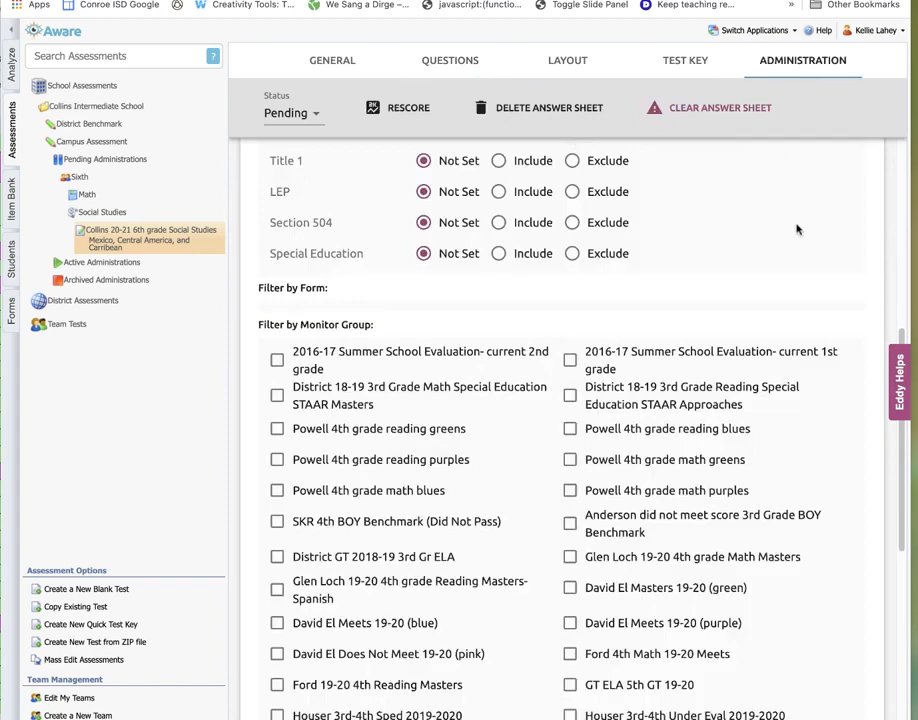 Apps
Conroe ISD Google
Creativity Tools: T...
We Sang a Dirge –...
javascript:(functio...
Toggle Slide Panel
Keep teaching re...
»
Other Bookmarks
Aware
Switch Applications
Help
Kellie Lahey
Analyze
Assessments
Item Bank
Students
Forms
Search Assessments
?
School Assessments
Collins Intermediate School
District Benchmark
Campus Assessment
Pending Administrations
Sixth
Math
Social Studies
Collins 20-21 6th grade Social Studies
Mexico, Central America, and
Carribean
Active Administrations
Archived Administrations
District Assessments
Team Tests
Assessment Options
Create a New Blank Test
Copy Existing Test
Create New Quick Test Key
Create New Test from ZIP file
Mass Edit Assessments
Team Management
Edit My Teams
Create a New Team
GENERAL
QUESTIONS
LAYOUT
TEST KEY
ADMINISTRATION
Status
Pending
RESCORE
DELETE ANSWER SHEET
CLEAR ANSWER SHEET
Title 1 Not Set Include Exclude
LEP Not Set Include Exclude
Section 504 Not Set Include Exclude
Special Education Not Set Include Exclude
Filter by Form:
Filter by Monitor Group:
2016-17 Summer School Evaluation- current 2nd
grade
2016-17 Summer School Evaluation- current 1st
grade
District 18-19 3rd Grade Math Special Education
STAAR Masters
District 18-19 3rd Grade Reading Special
Education STAAR Approaches
Powell 4th grade reading greens
Powell 4th grade reading blues
Powell 4th grade reading purples
Powell 4th grade math greens
Powell 4th grade math blues
Powell 4th grade math purples
SKR 4th BOY Benchmark (Did Not Pass)
Anderson did not meet score 3rd Grade BOY
Benchmark
District GT 2018-19 3rd Gr ELA
Glen Loch 19-20 4th grade Math Masters
Glen Loch 19-20 4th grade Reading Masters-
Spanish
David El Masters 19-20 (green)
David El Meets 19-20 (blue)
David El Meets 19-20 (purple)
David El Does Not Meet 19-20 (pink)
Ford 4th Math 19-20 Meets
Ford 19-20 4th Reading Masters
GT ELA 5th GT 19-20
Houser 3rd-4th Sped 2019-2020
Houser 3rd-4th Under Eval 2019-2020
Eddy Helps